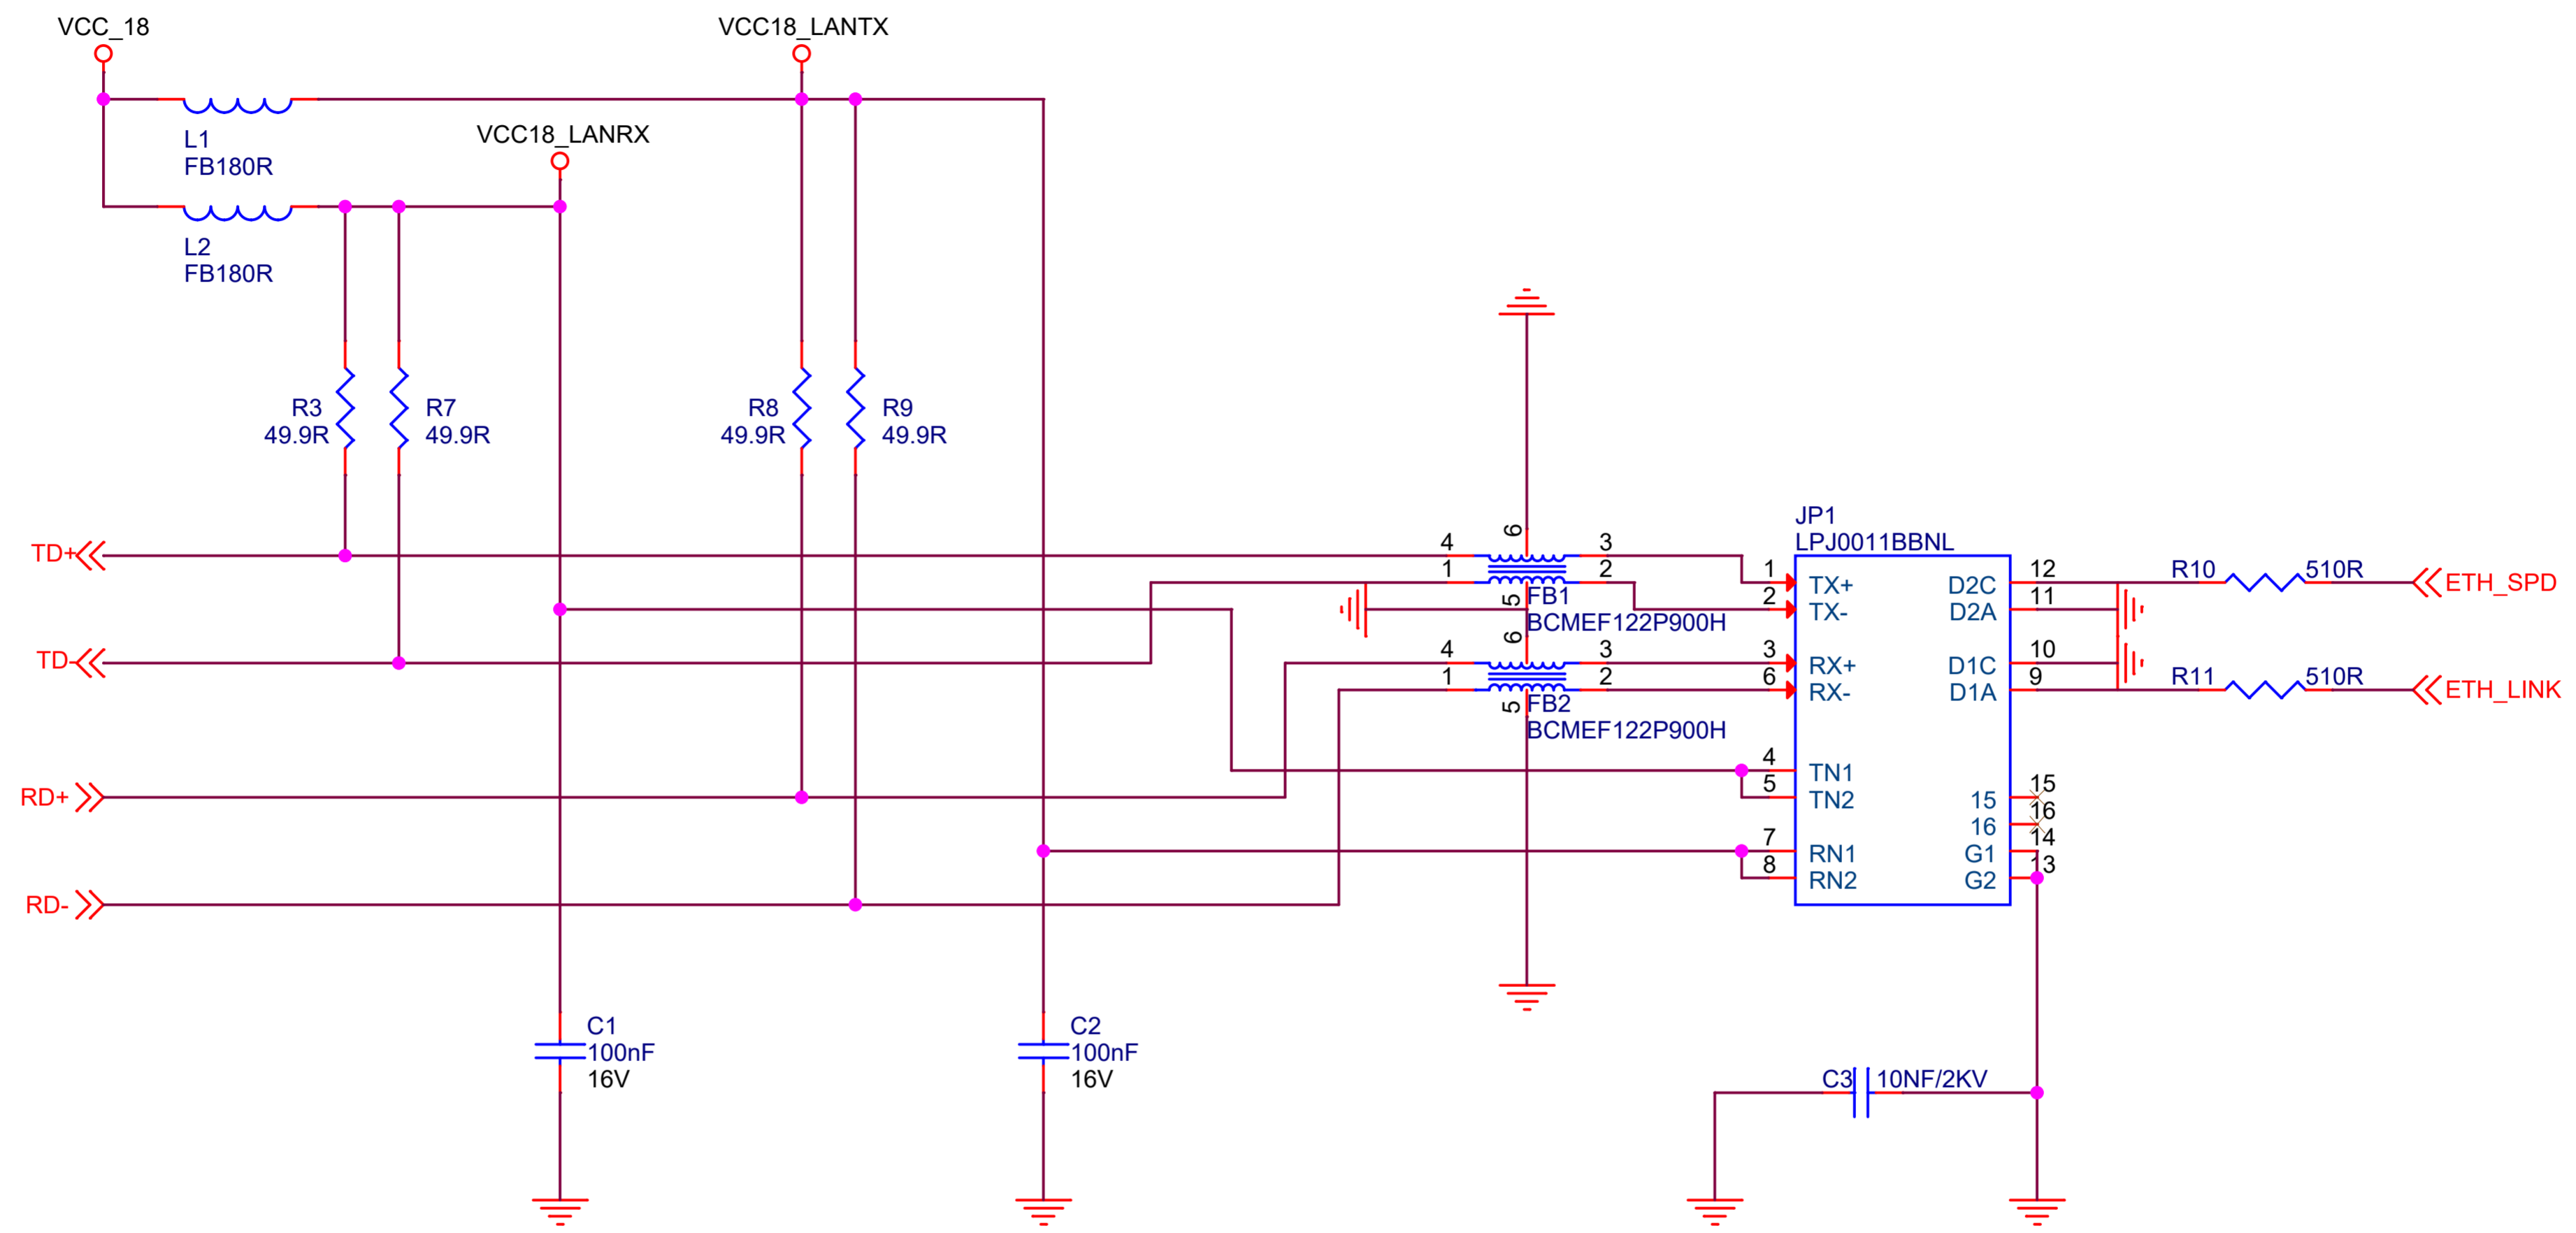 VCC_18
VCC18_LANTX
VCC18_LANRX
L1
FB180R
L2
FB180R
R3
49.9R
R7
49.9R
R8
49.9R
R9
49.9R
TD+
TD-
RD+
RD-
4
1
6
3
2
5
FB1
BCMEF122P900H
4
1
6
3
2
5
FB2
BCMEF122P900H
JP1
LPJ0011BBNL
1
TX+
2
TX-
3
RX+
6
RX-
4
TN1
5
TN2
7
RN1
8
RN2
D2C
12
D2A
11
D1C
10
D1A
9
15
15
16
16
G1
14
G2
13
R10
510R
ETH_SPD
R11
510R
ETH_LINK
C1
100nF
16V
C2
100nF
16V
C3
10NF/2KV